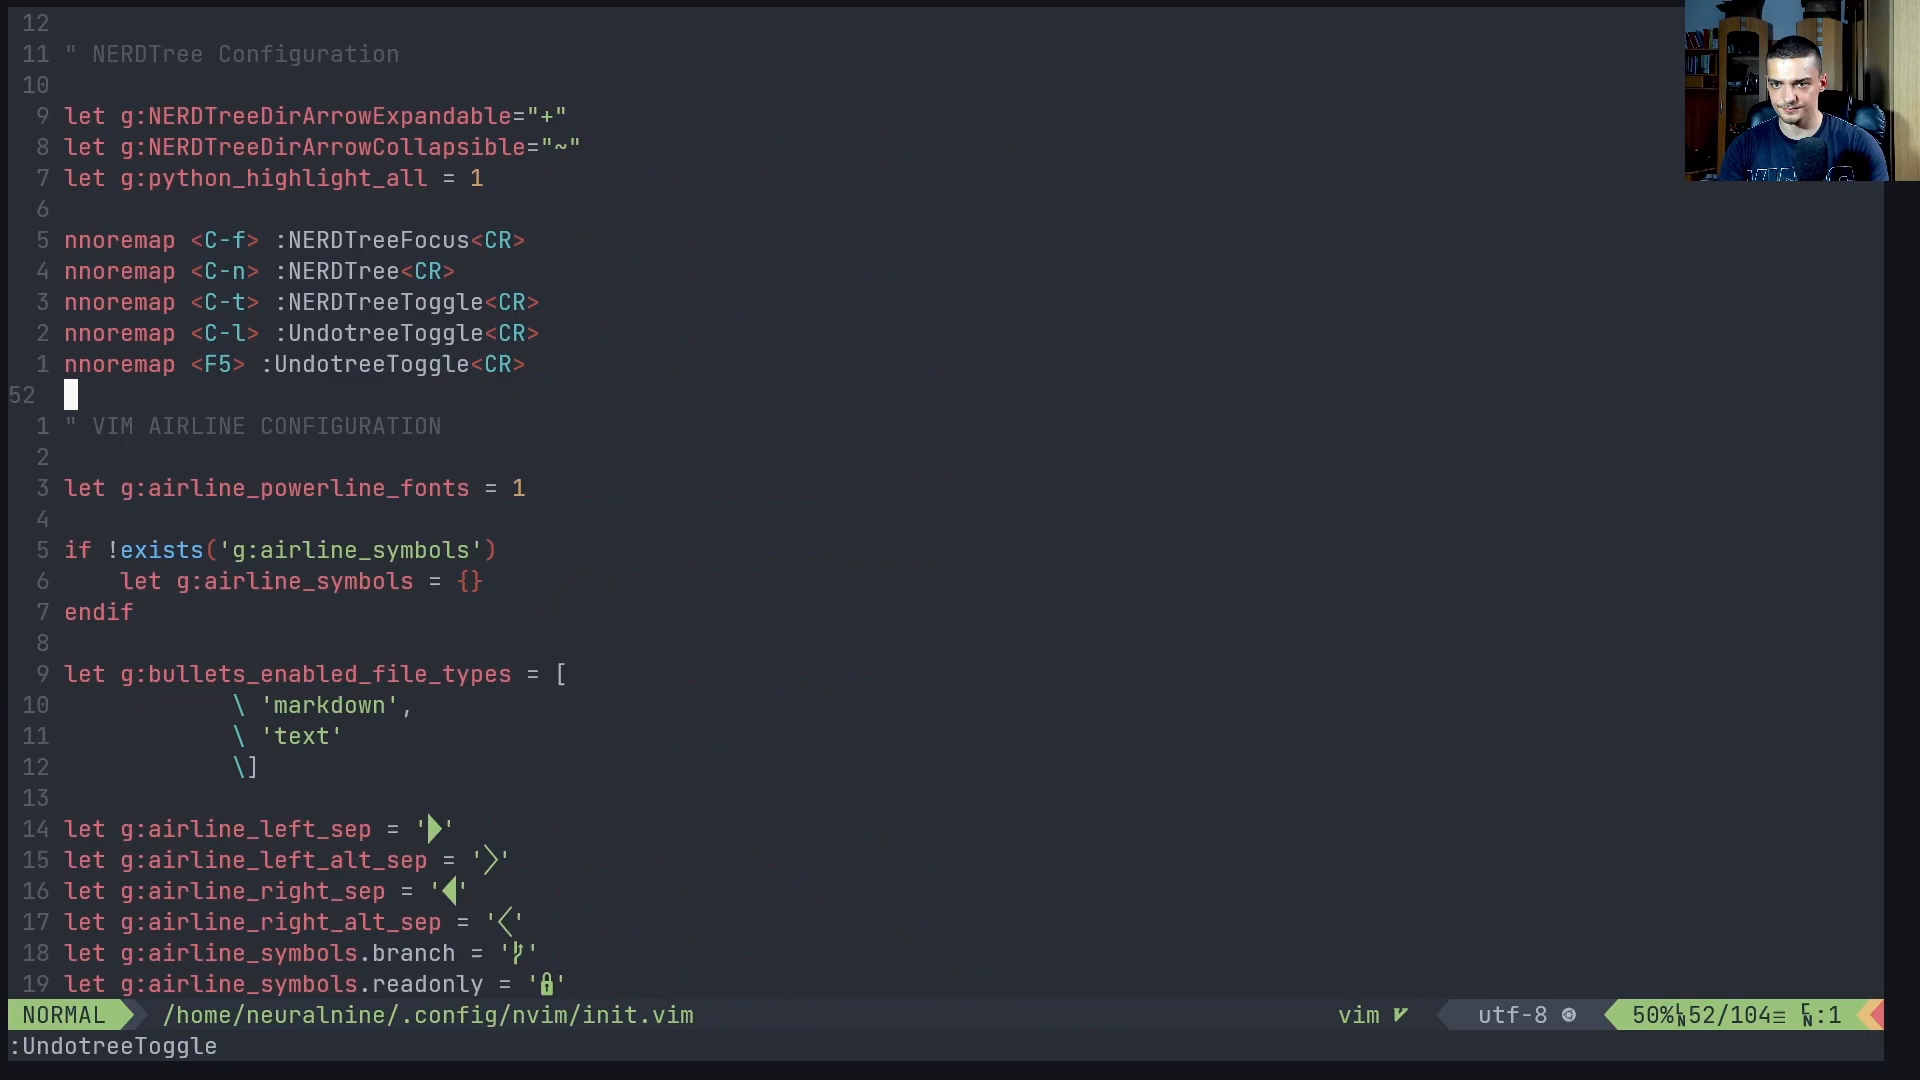 12
11 " NERDTree Configuration
10
9 let g:NERDTreeDirArrowExpandable="+"
8 let g:NERDTreeDirArrowCollapsible="~"
7 let g:python_highlight_all = 1
6
5 nnoremap <C-f> :NERDTreeFocus<CR>
4 nnoremap <C-n> :NERDTree<CR>
3 nnoremap <C-t> :NERDTreeToggle<CR>
2 nnoremap <C-l> :UndotreeToggle<CR>
1 nnoremap <F5> :UndotreeToggle<CR>
52
1 " VIM AIRLINE CONFIGURATION
2
3 let g:airline_powerline_fonts = 1
4
5 if !exists('g:airline_symbols')
6     let g:airline_symbols = {}
7 endif
8
9 let g:bullets_enabled_file_types = [
10             \ 'markdown',
11             \ 'text'
12             \]
13
14 let g:airline_left_sep = ''
15 let g:airline_left_alt_sep = ''
16 let g:airline_right_sep = ''
17 let g:airline_right_alt_sep = ''
18 let g:airline_symbols.branch = ''
19 let g:airline_symbols.readonly = ''
NORMAL /home/neuralnine/.config/nvim/init.vim vim utf-8 50% 52/104 :1
:UndotreeToggle